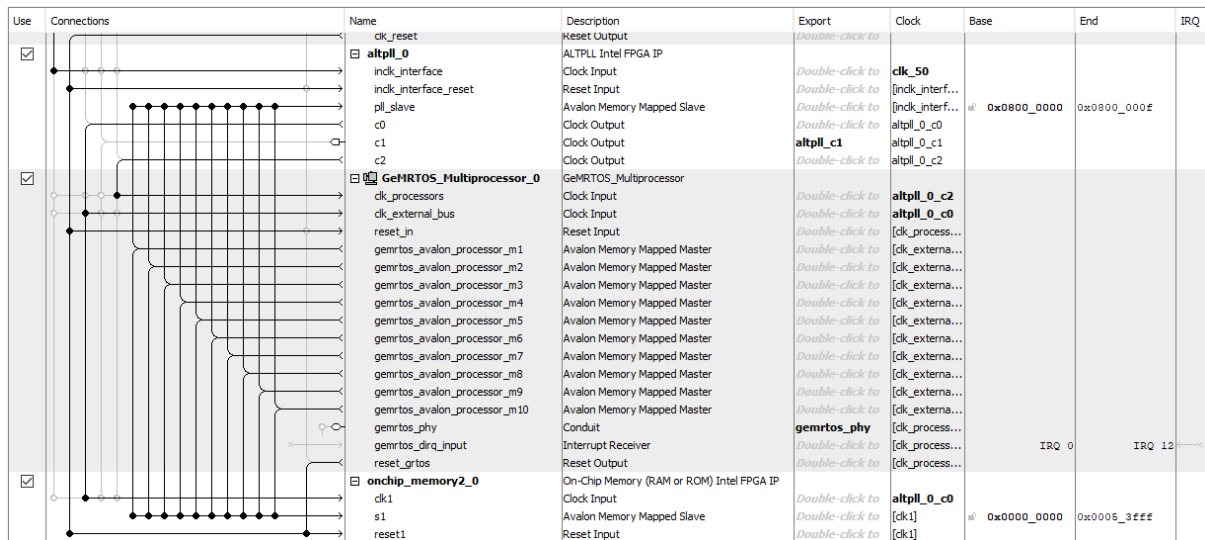 Use Connections Name Description Export Clock Base End IRQ
clk_reset Reset Output Double-click to
altpll_0 ALTPLL Intel FPGA IP
inclk_interface Clock Input Double-click to clk_50
inclk_interface_reset Reset Input Double-click to [inclk_interf...
pll_slave Avalon Memory Mapped Slave Double-click to [inclk_interf... 0x0800_0000 0x0800_000f
c0 Clock Output Double-click to altpll_0_c0
c1 Clock Output altpll_c1 altpll_0_c1
c2 Clock Output Double-click to altpll_0_c2
GeMRTOS_Multiprocessor_0 GeMRTOS_Multiprocessor
clk_processors Clock Input Double-click to altpll_0_c2
clk_external_bus Clock Input Double-click to altpll_0_c0
reset_in Reset Input Double-click to [clk_process...
gemrtos_avalon_processor_m1 Avalon Memory Mapped Master Double-click to [clk_externa...
gemrtos_avalon_processor_m2 Avalon Memory Mapped Master Double-click to [clk_externa...
gemrtos_avalon_processor_m3 Avalon Memory Mapped Master Double-click to [clk_externa...
gemrtos_avalon_processor_m4 Avalon Memory Mapped Master Double-click to [clk_externa...
gemrtos_avalon_processor_m5 Avalon Memory Mapped Master Double-click to [clk_externa...
gemrtos_avalon_processor_m6 Avalon Memory Mapped Master Double-click to [clk_externa...
gemrtos_avalon_processor_m7 Avalon Memory Mapped Master Double-click to [clk_externa...
gemrtos_avalon_processor_m8 Avalon Memory Mapped Master Double-click to [clk_externa...
gemrtos_avalon_processor_m9 Avalon Memory Mapped Master Double-click to [clk_externa...
gemrtos_avalon_processor_m10 Avalon Memory Mapped Master Double-click to [clk_externa...
gemrtos_phy Conduit gemrtos_phy [clk_process...
gemrtos_dirq_input Interrupt Receiver Double-click to [clk_process... IRQ 0 IRQ 12
reset_grtos Reset Output Double-click to [clk_process...
onchip_memory2_0 On-Chip Memory (RAM or ROM) Intel FPGA IP
clk1 Clock Input Double-click to altpll_0_c0
s1 Avalon Memory Mapped Slave Double-click to [clk1] 0x0000_0000 0x0005_3fff
reset1 Reset Input Double-click to [clk1]